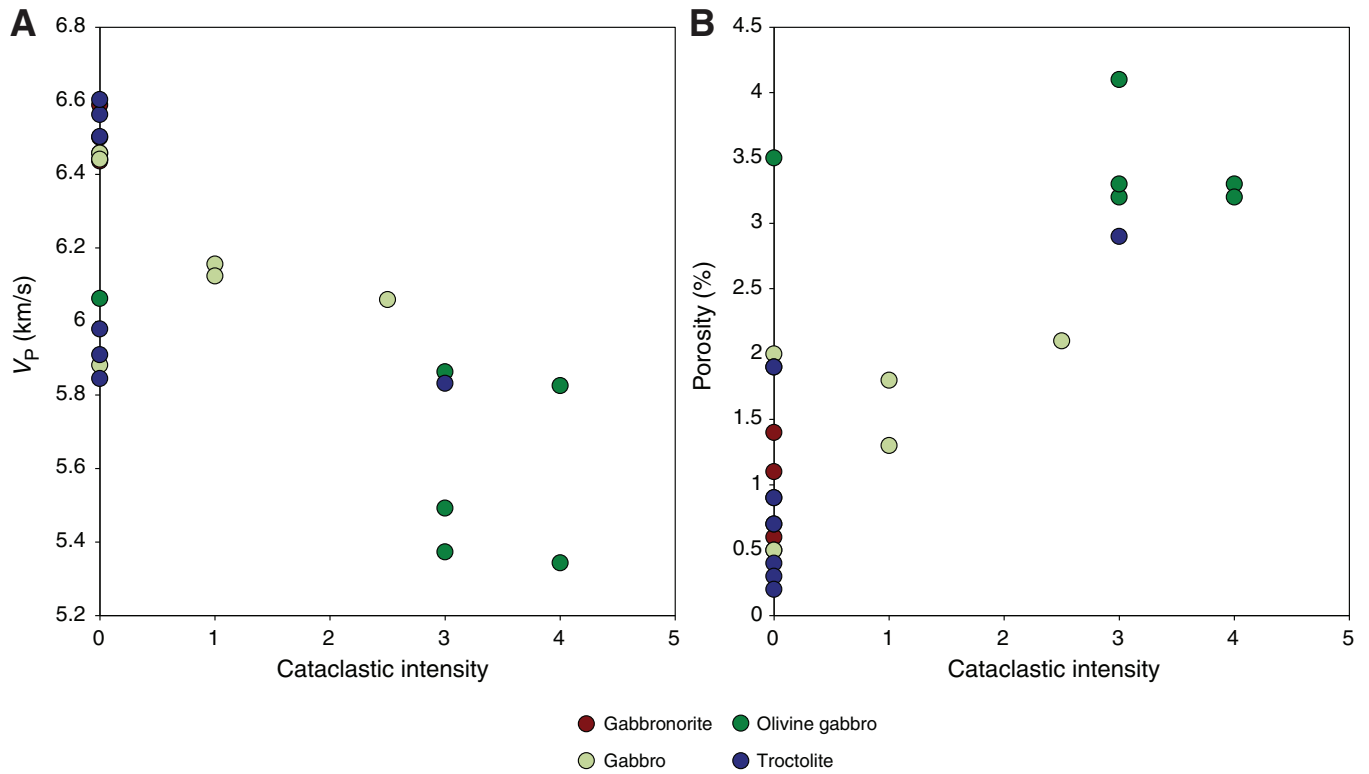 A
6.8
6.6
6.4
6.2
6
5.8
5.6
5.4
5.2
VP (km/s)
0 1 2 3 4 5
Cataclastic intensity
B
4.5
4
3.5
3
2.5
2
1.5
1
0.5
0
Porosity (%)
0 1 2 3 4 5
Cataclastic intensity
Gabbronorite Olivine gabbro
Gabbro Troctolite